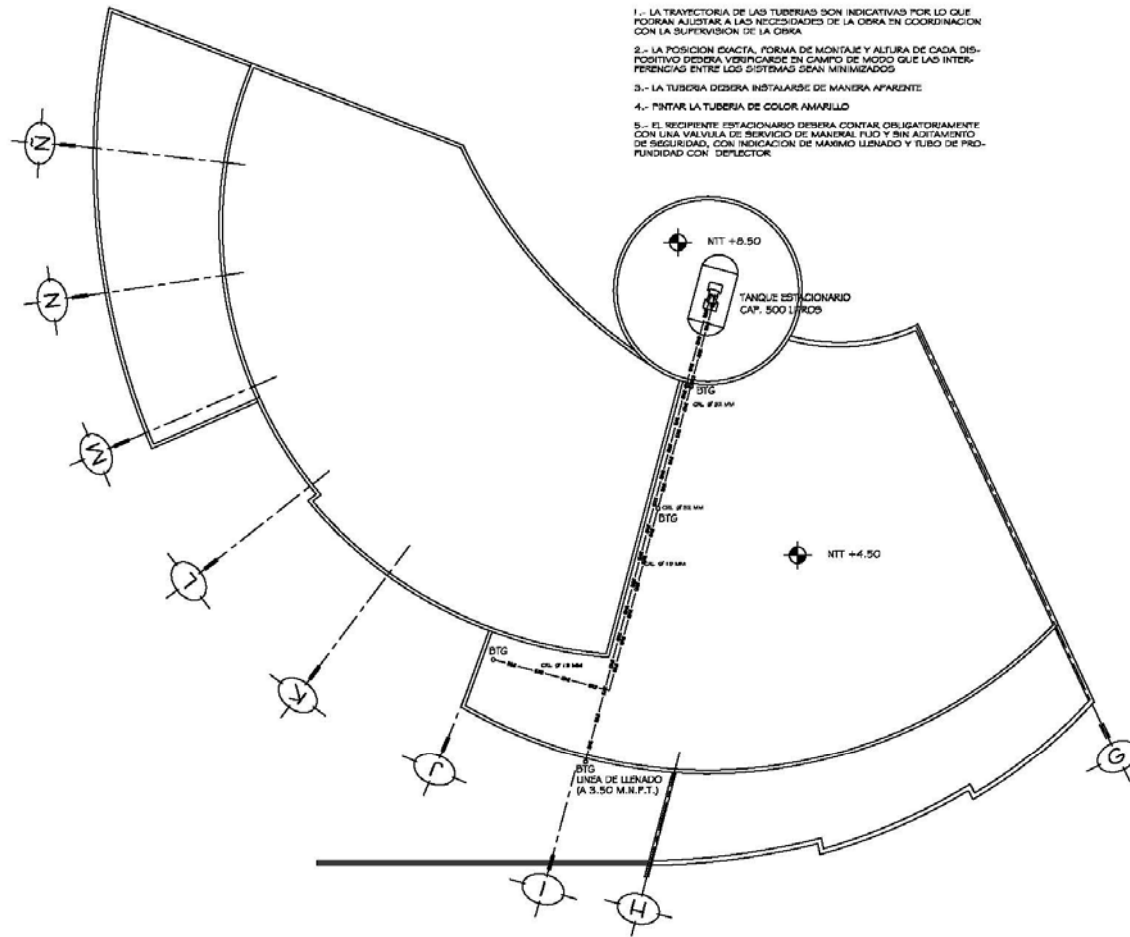 1.- LA TRAYECTORIA DE LAS TUBERIAS SON INDICATIVAS POR LO QUE
PODRAN AJUSTAR A LAS NECESIDADES DE LA OBRA EN COORDINACION
CON LA SUPERVISION DE LA OBRA
2.- LA POSICION EXACTA, FORMA DE MONTAJE Y ALTURA DE CADA DIS-
POSITIVO DEBERA VERIFICARSE EN CAMPO DE MODO QUE LAS INTER-
FERENCIAS ENTRE LOS SISTEMAS SEAN MINIMIZADOS
3.- LA TUBERIA DEBERA INSTALARSE DE MANERA APARENTE
4.- PINTAR LA TUBERIA DE COLOR AMARILLO
5.- EL RECIPIENTE ESTACIONARIO DEBERA CONTAR OBLIGATORIAMENTE
CON UNA VALVULA DE SERVICIO DE MANERAL FIJO Y SIN ADITAMENTO
DE SEGURIDAD, CON INDICACION DE MAXIMO LLENADO Y TUBO DE PRO-
FUNDIDAD CON DEFLECTOR
Ñ
NTT +8.50
N
TANQUE ESTACIONARIO
CAP. 500 LITROS
BTG
M
BTG
NTT +4.50
L
CRL Ø 19 MM
BTG
CRL Ø 19 MM
K
J
G
BTG
LINEA DE LLENADO
(A 3.50 M.N.P.T.)
I
H